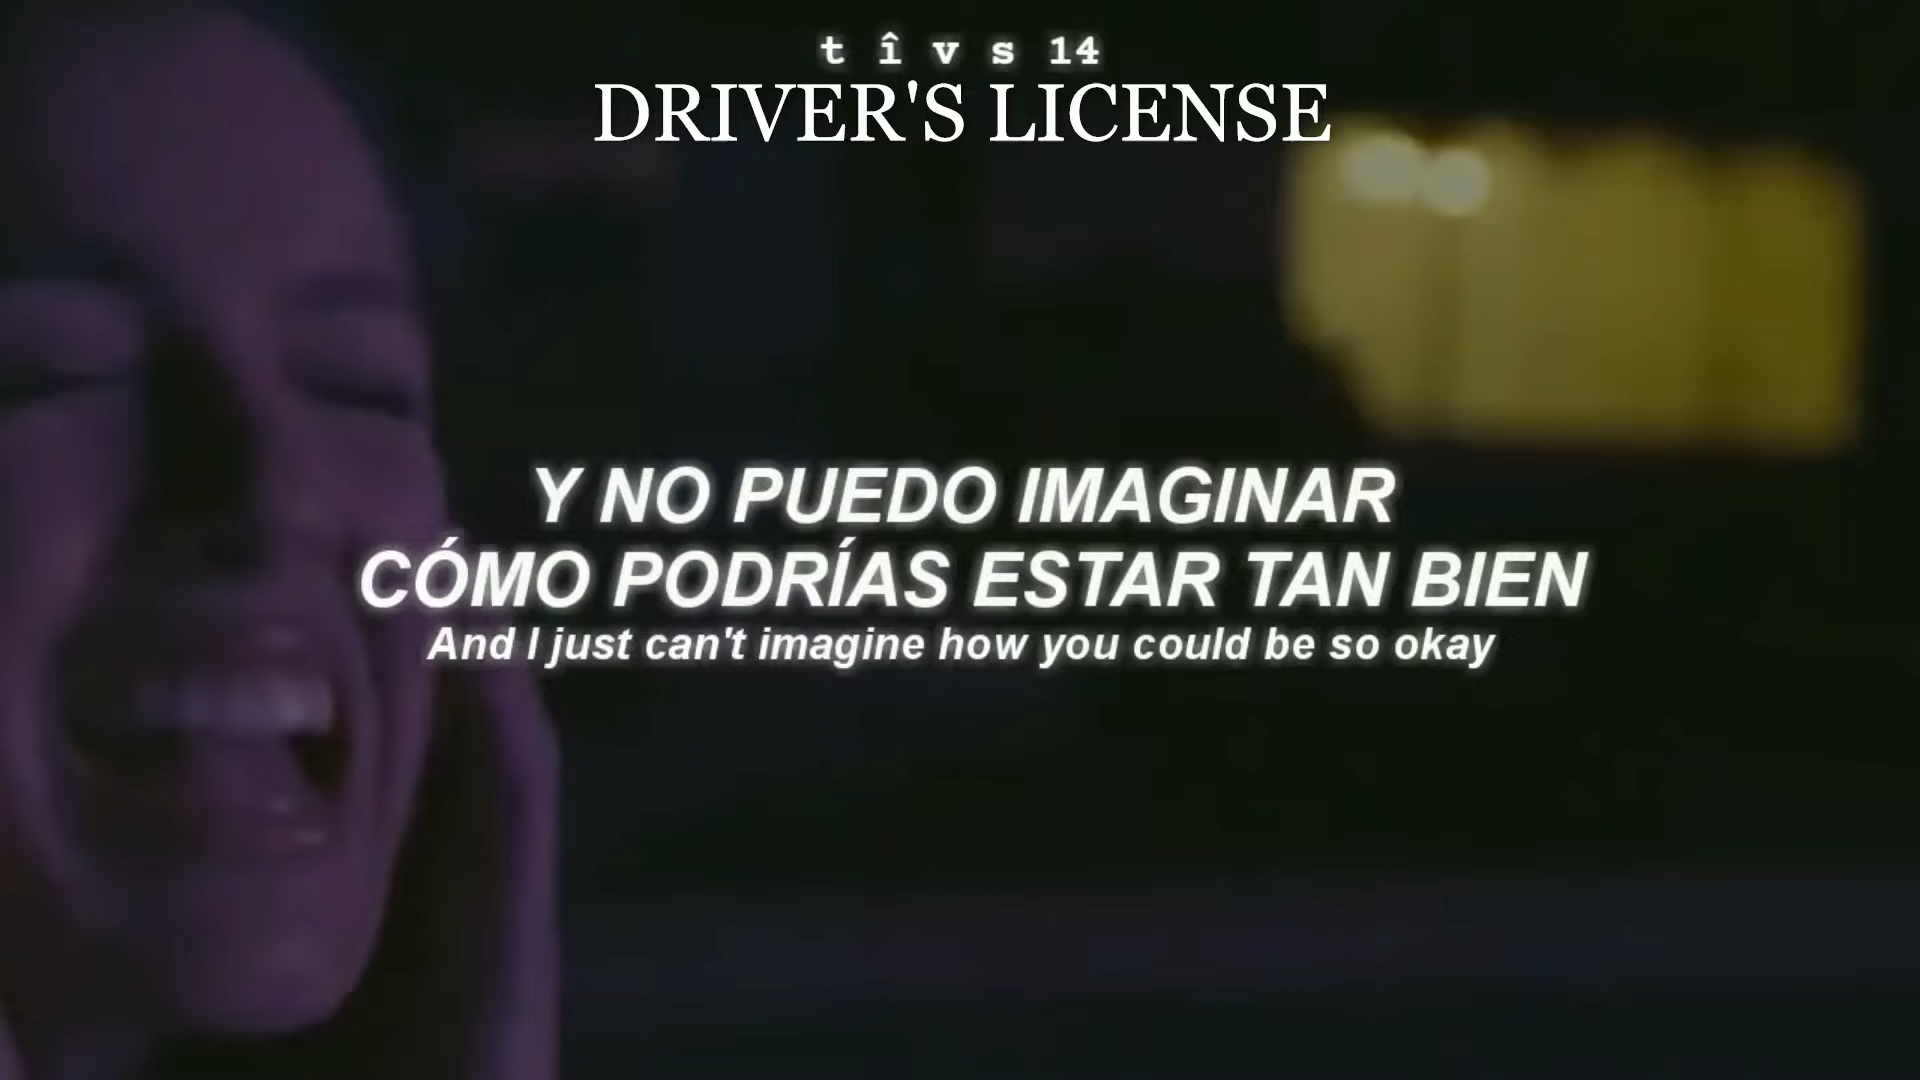 t î v s 14
DRIVER'S LICENSE
Y NO PUEDO IMAGINAR
CÓMO PODRÍAS ESTAR TAN BIEN
And I just can't imagine how you could be so okay